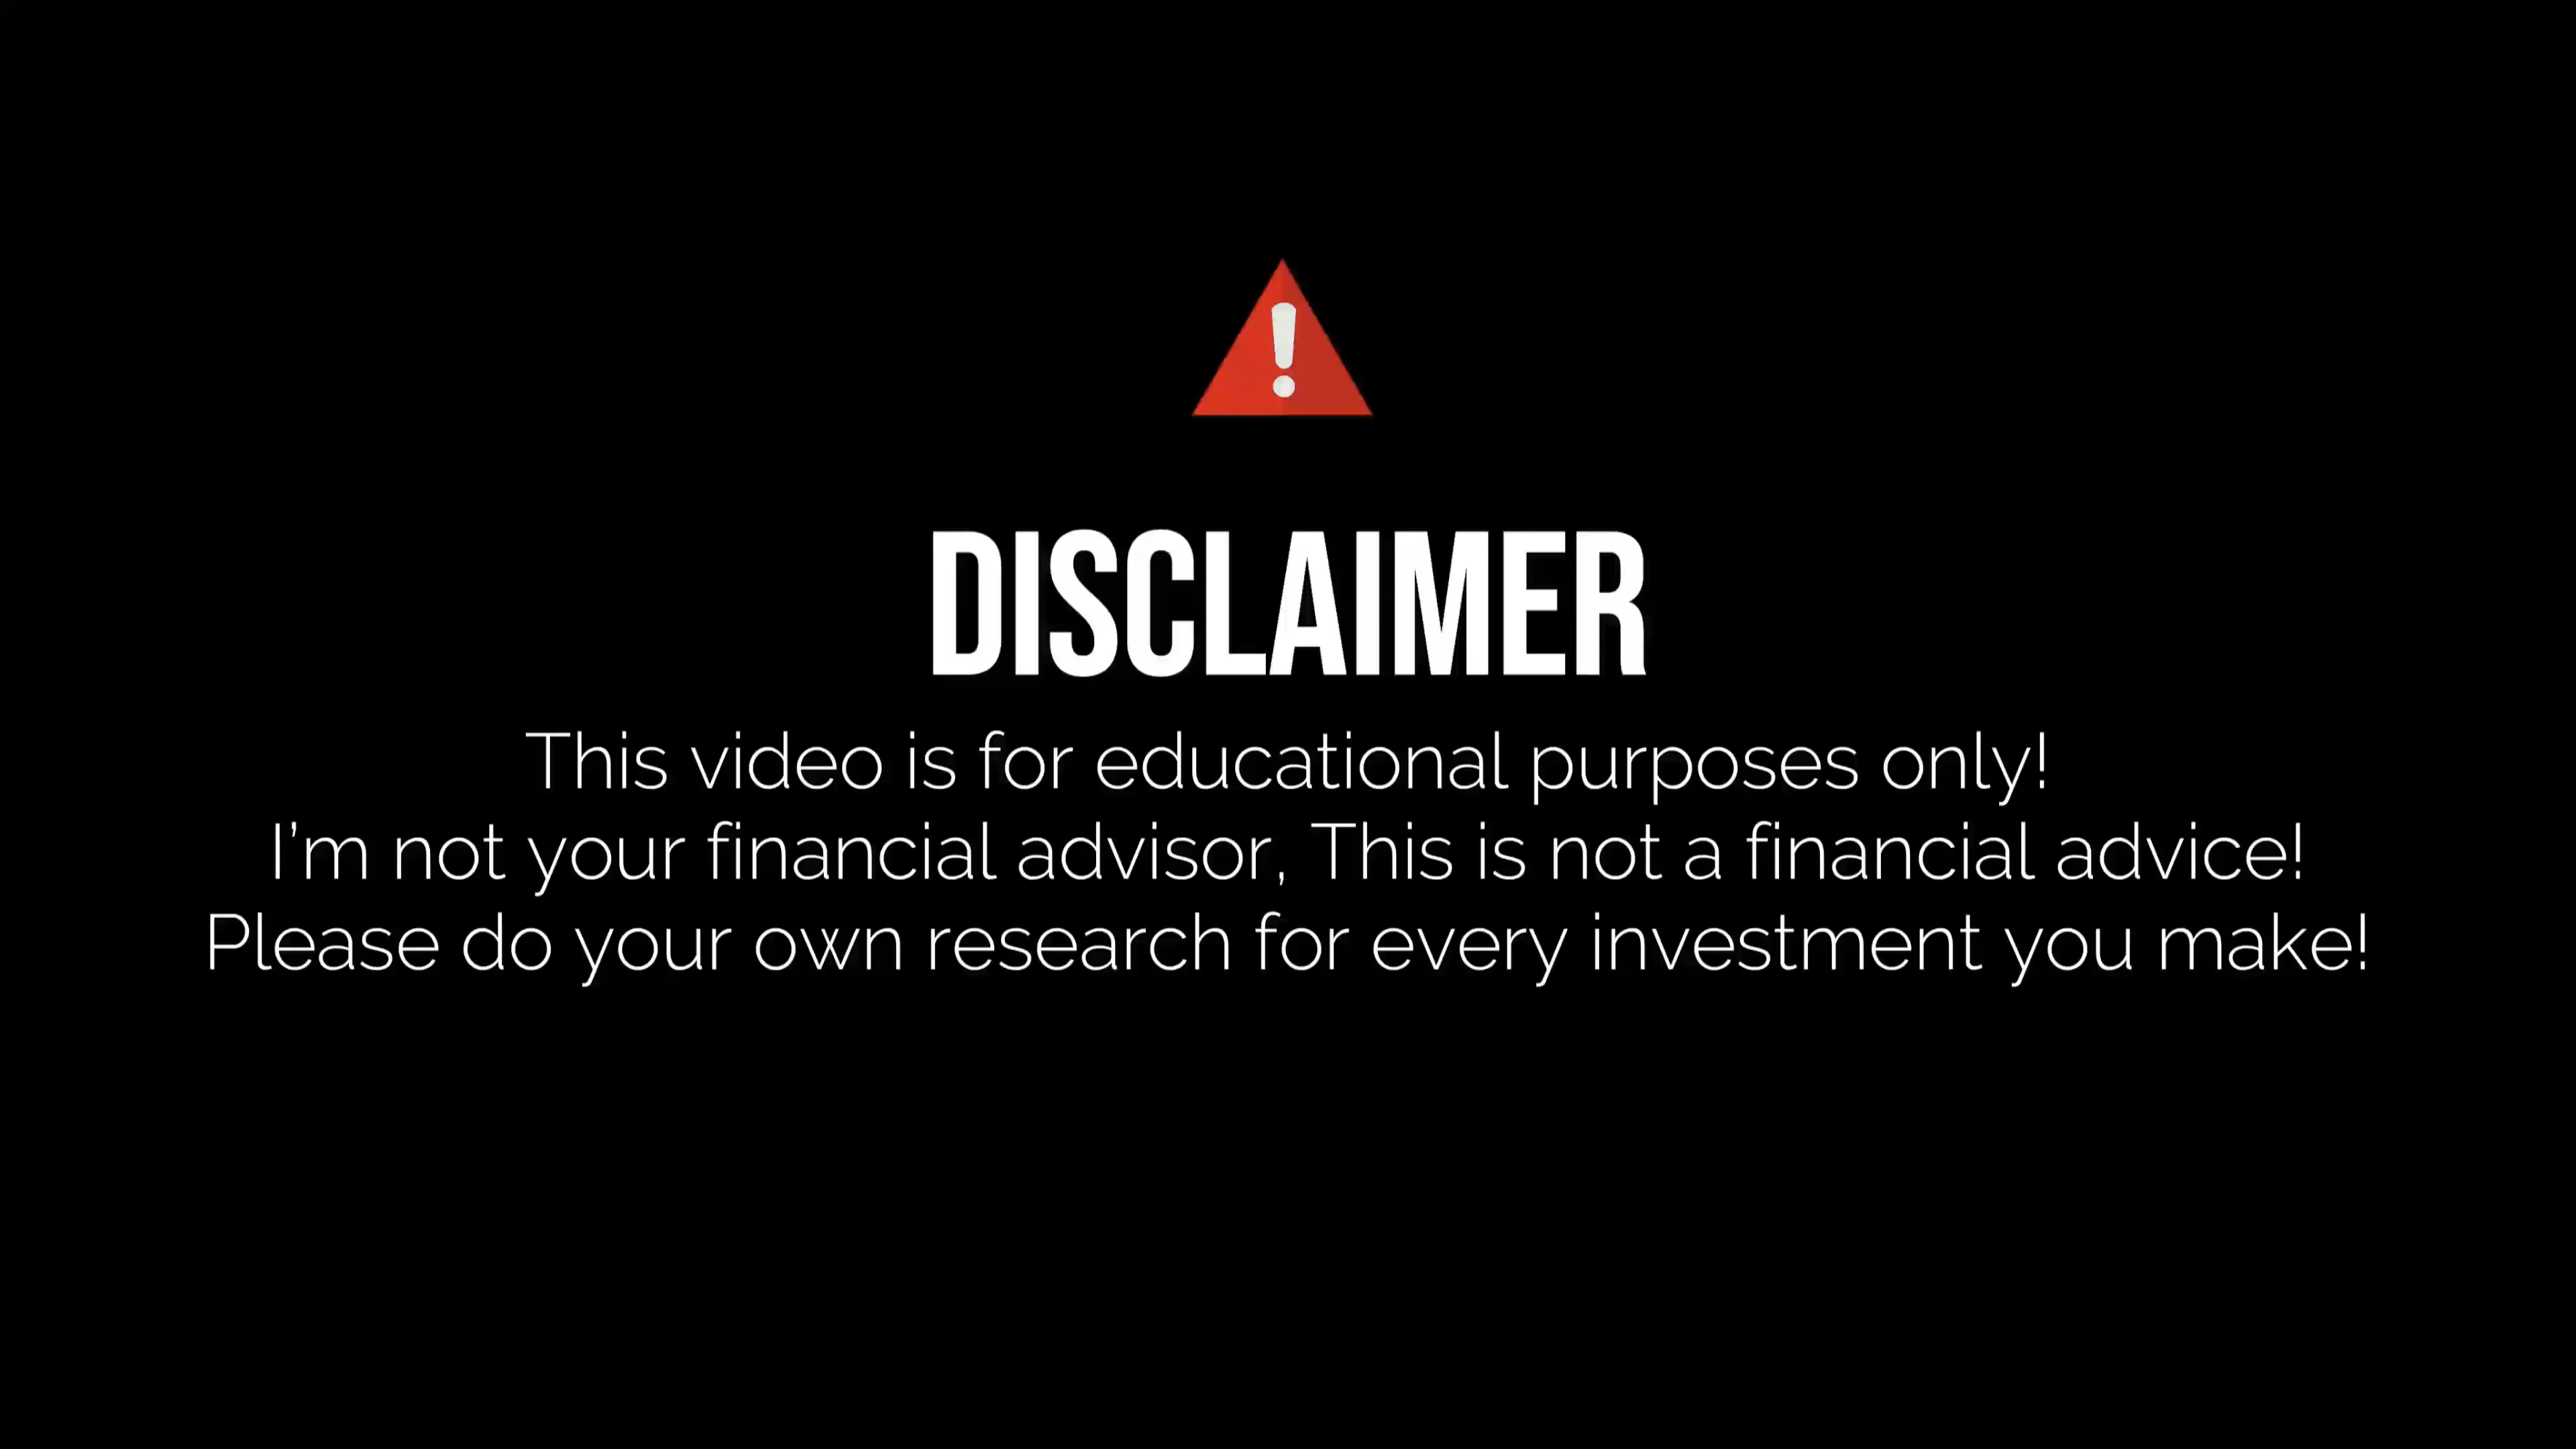 DISCLAIMER
This video is for educational purposes only!
I'm not your financial advisor, This is not a financial advice!
Please do your own research for every investment you make!